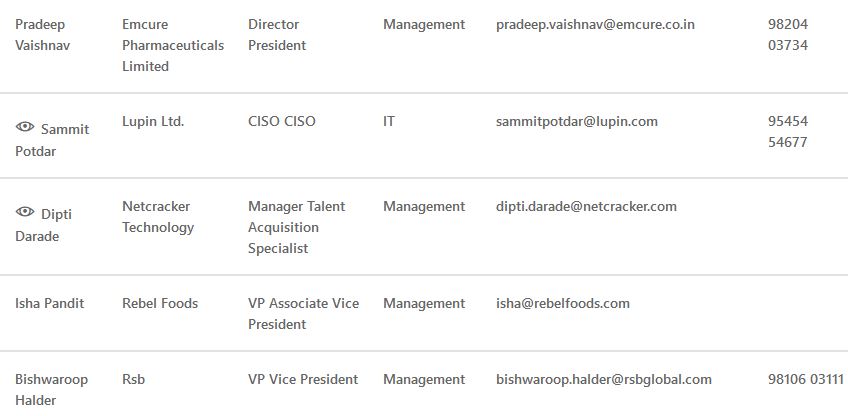 Pradeep Vaishnav Emcure Pharmaceuticals Limited Director President Management pradeep.vaishnav@emcure.co.in 98204 03734
Sammit Potdar Lupin Ltd. CISO CISO IT sammitpotdar@lupin.com 95454 54677
Dipti Darade Netcracker Technology Manager Talent Acquisition Specialist Management dipti.darade@netcracker.com
Isha Pandit Rebel Foods VP Associate Vice President Management isha@rebelfoods.com
Bishwaroop Halder Rsb VP Vice President Management bishwaroop.halder@rsbglobal.com 98106 03111